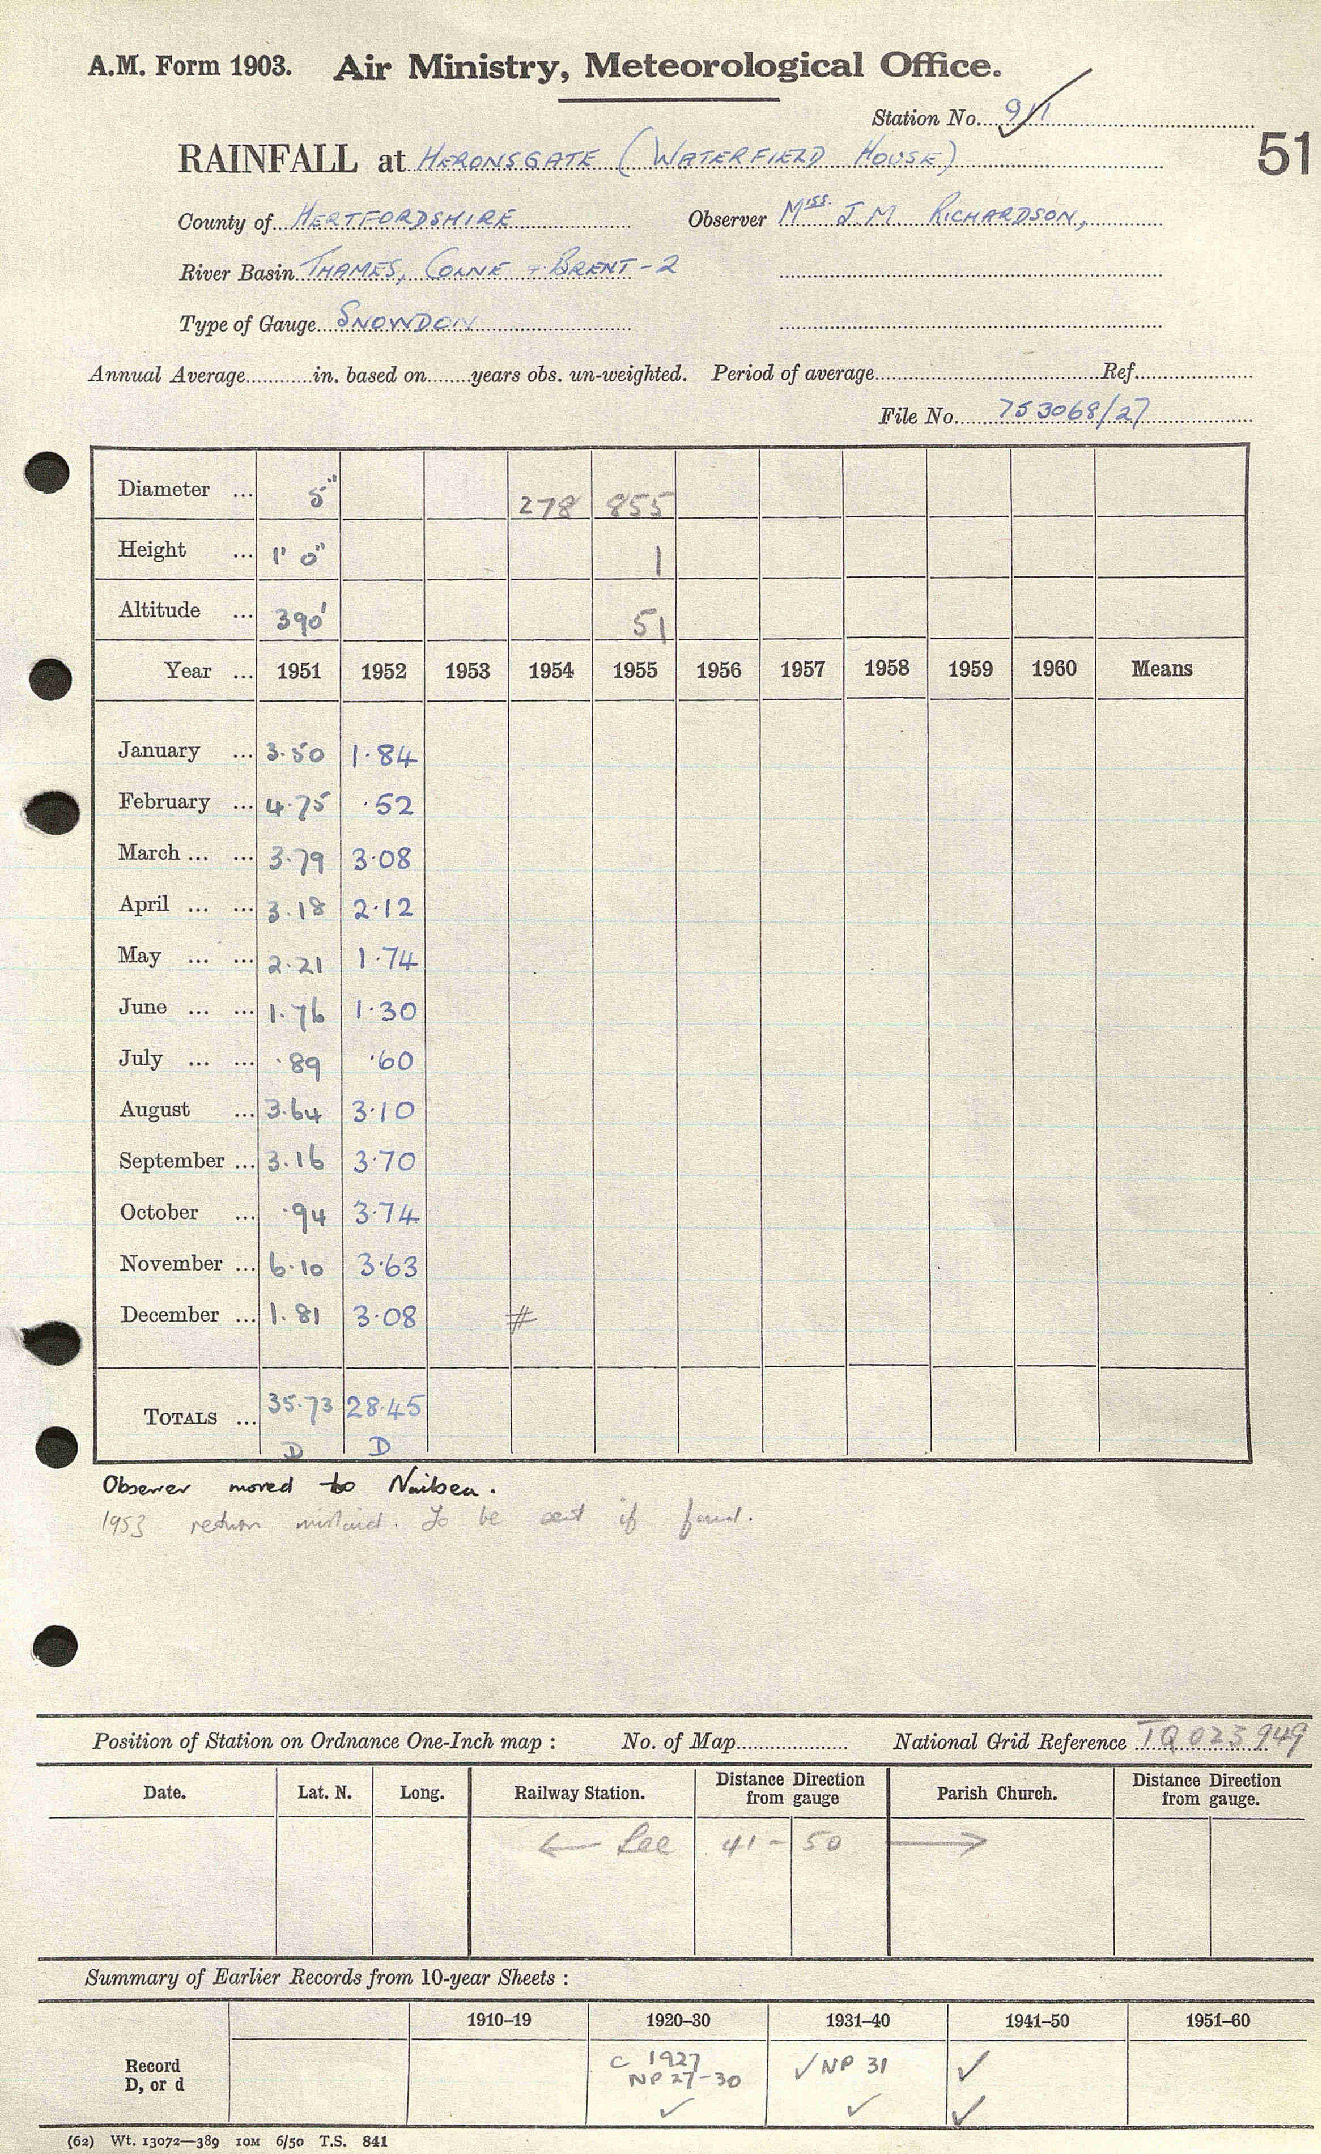 A.M. Form 1903. Air Ministry, Meteorological Office.
Station No. 9/11
51
RAINFALL at HERONSGATE (WATERFIELD HOUSE)
County of HERTFORDSHIRE Observer Miss. J.M. RICHARDSON,
River Basin THAMES, COLNE + BRENT - 2
Type of Gauge SNOWDON
Annual Average............in. based on........years obs. un-weighted. Period of average............Ref............
File No. 753068/27
Diameter ... 5" 278 855
Height ... 1' 0" 1
Altitude ... 390' 51
Year ... 1951 1952 1953 1954 1955 1956 1957 1958 1959 1960 Means
January ... 3.50 1.84
February ... 4.75 .52
March ... ... 3.79 3.08
April ... ... 3.18 2.12
May ... ... 2.21 1.74
June ... ... 1.76 1.30
July ... ... .89 .60
August ... 3.64 3.10
September ... 3.16 3.70
October ... .94 3.74
November ... 6.10 3.63
December ... 1.81 3.08 #
TOTALS ... 35.73 28.45
D D
Observer moved to Nailsea.
1953 return mislaid. To be sent if found.
Position of Station on Ordnance One-Inch map : No. of Map............ National Grid Reference TQ 023949
Date. Lat. N. Long. Railway Station. Distance Direction from gauge Parish Church. Distance Direction from gauge.
← See 41 - 50 →
Summary of Earlier Records from 10-year Sheets :
1910–19 1920–30 1931–40 1941–50 1951–60
Record D, or d C 1927 ✓ NP 31 ✓
NP 27-30
✓ ✓ ✓
(62) Wt. 13072—389 10M 6/50 T.S. 841